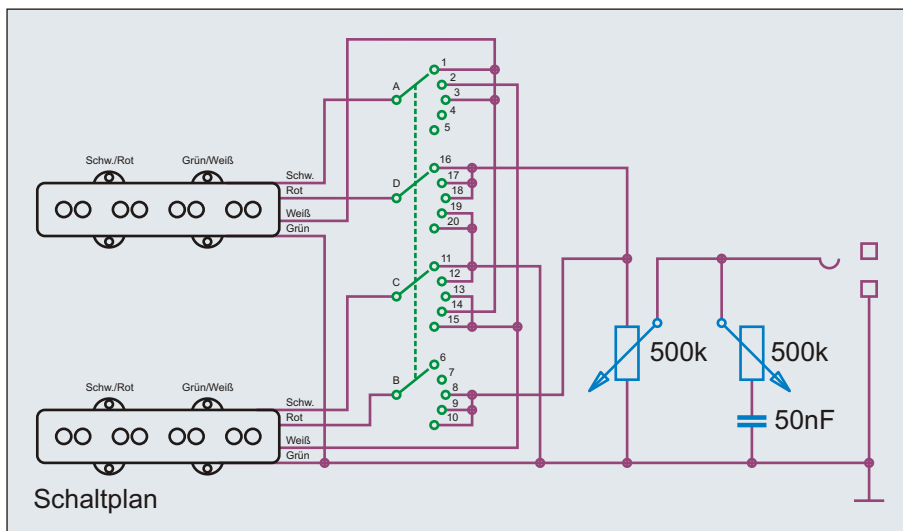 1
2
A
3
4
5
Schw./Rot Grün/Weiß
Schw.
Rot
Weiß
Grün
16
17
D
18
19
20
11
12
C
13
14
15
6
7
B
8
9
10
500k 500k
50nF
Schw./Rot Grün/Weiß
Schw.
Rot
Weiß
Grün
Schaltplan